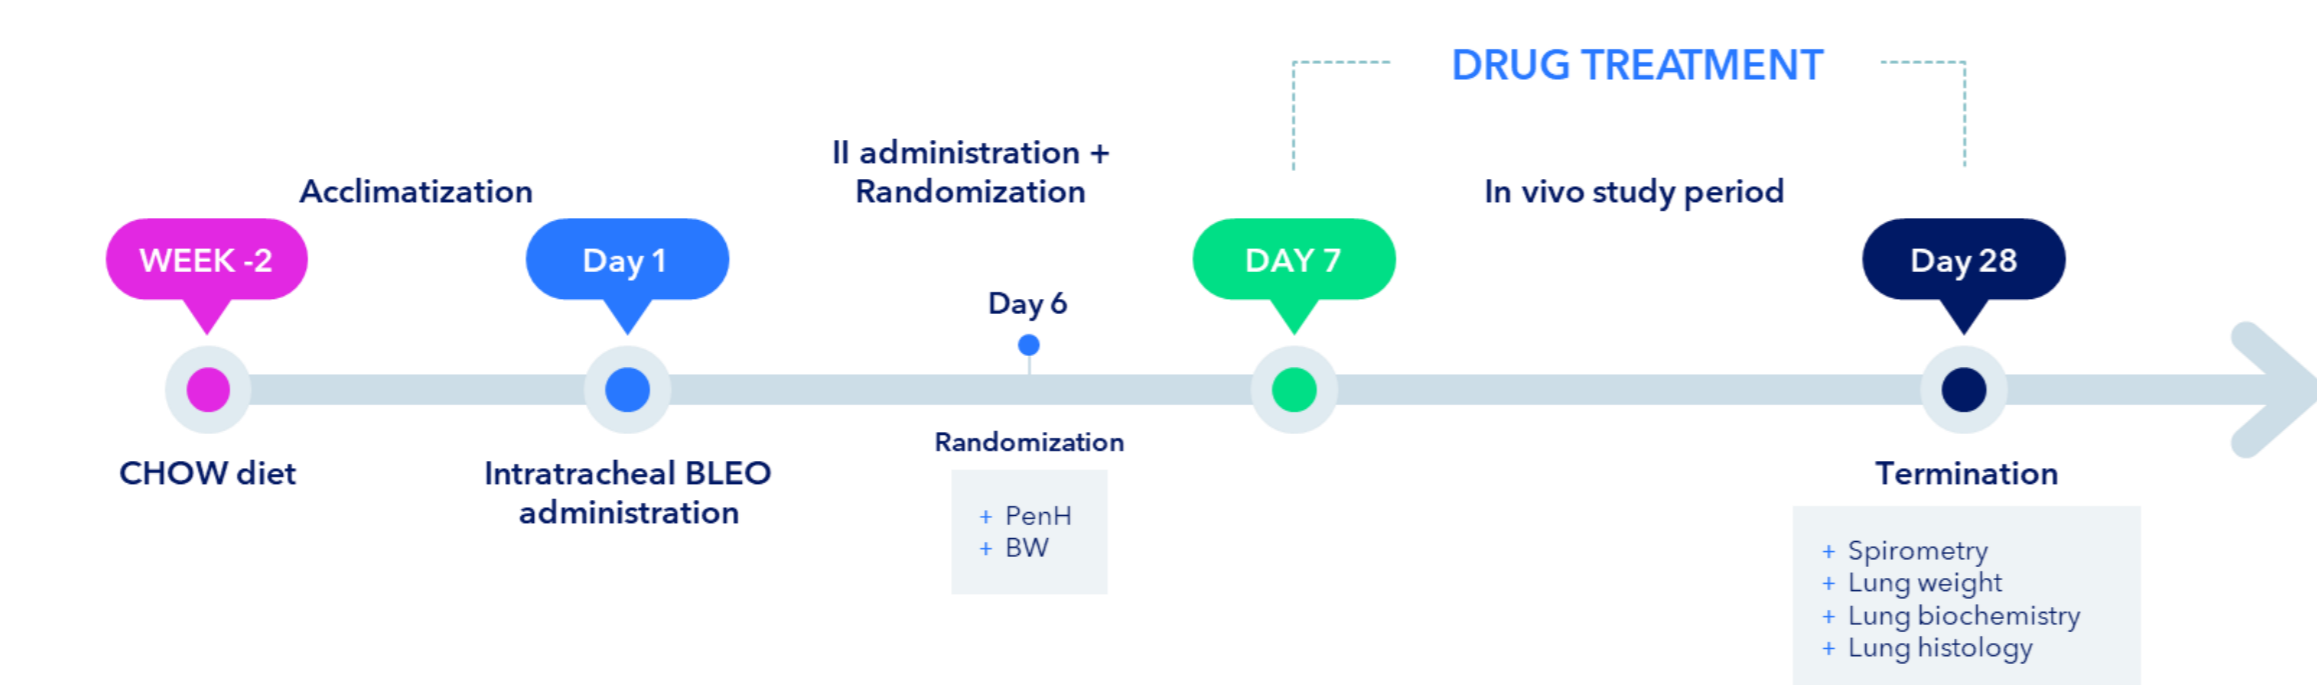 DRUG TREATMENT
II administration +
Randomization
Acclimatization
In vivo study period
WEEK -2
Day 1
DAY 7
Day 28
Day 6
Randomization
CHOW diet
Intratracheal BLEO
administration
Termination
+ PenH
+ BW
+ Spirometry
+ Lung weight
+ Lung biochemistry
+ Lung histology